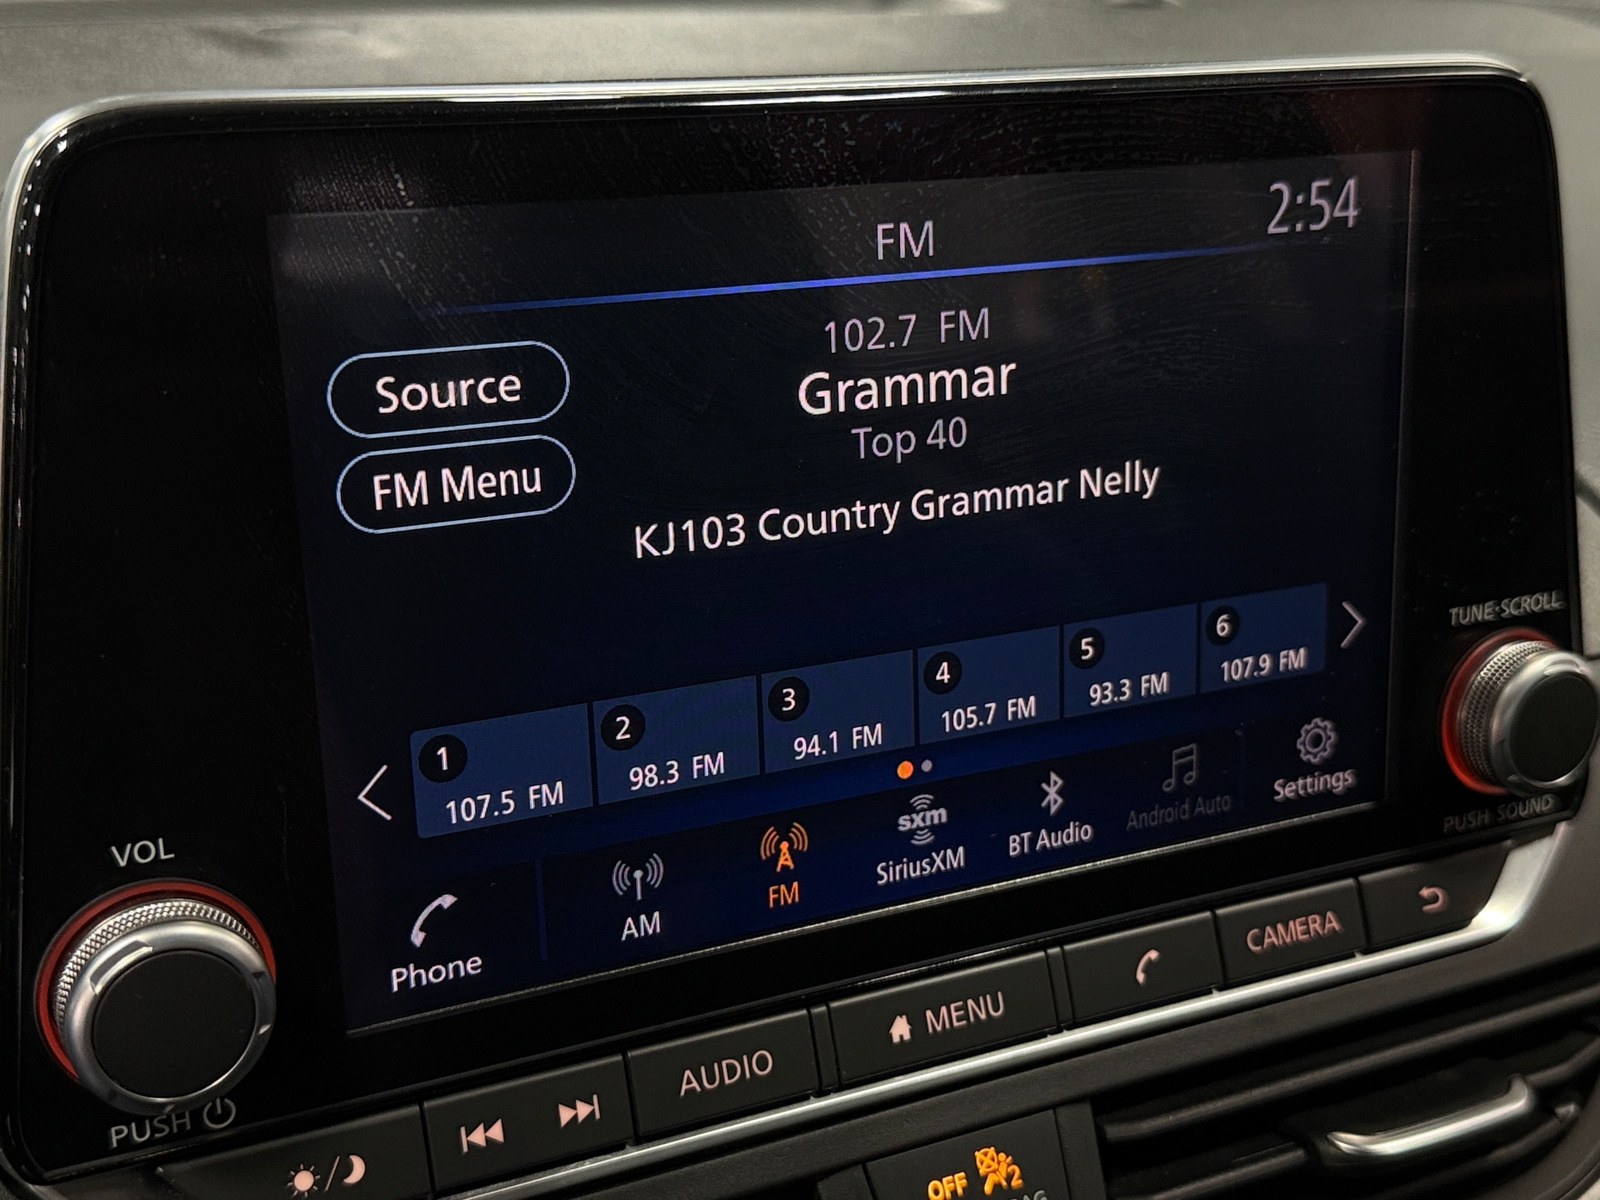 2:54
FM
102.7 FM
Grammar
Top 40
KJ103 Country Grammar Nelly
Source
FM Menu
1
107.5 FM
2
98.3 FM
3
94.1 FM
4
105.7 FM
5
93.3 FM
6
107.9 FM
Phone
AM
FM
sxm
SiriusXM
BT Audio
Android Auto
Settings
VOL
PUSH
TUNE·SCROLL
PUSH SOUND
AUDIO
MENU
CAMERA
OFF
2